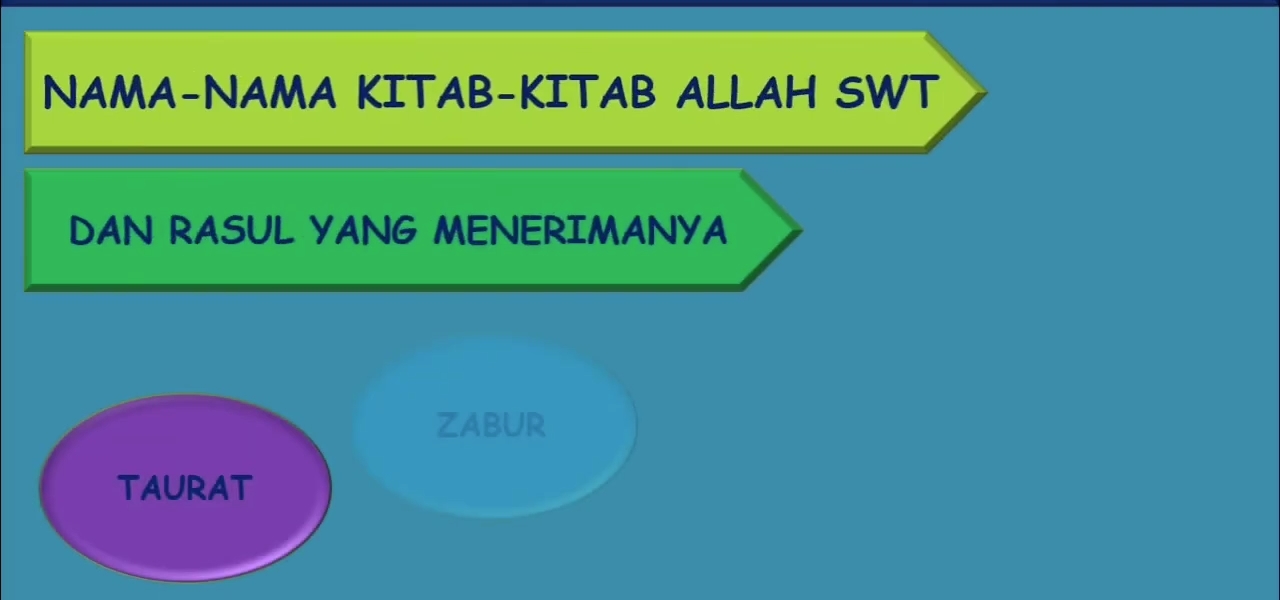 NAMA-NAMA KITAB-KITAB ALLAH SWT
DAN RASUL YANG MENERIMANYA
TAURAT
ZABUR